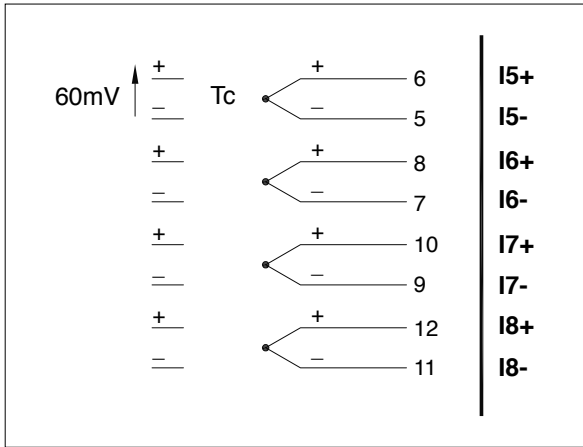 + + 6 I5+
60mV Tc
– – 5 I5-
+ + 8 I6+
– – 7 I6-
+ + 10 I7+
– – 9 I7-
+ + 12 I8+
– – 11 I8-